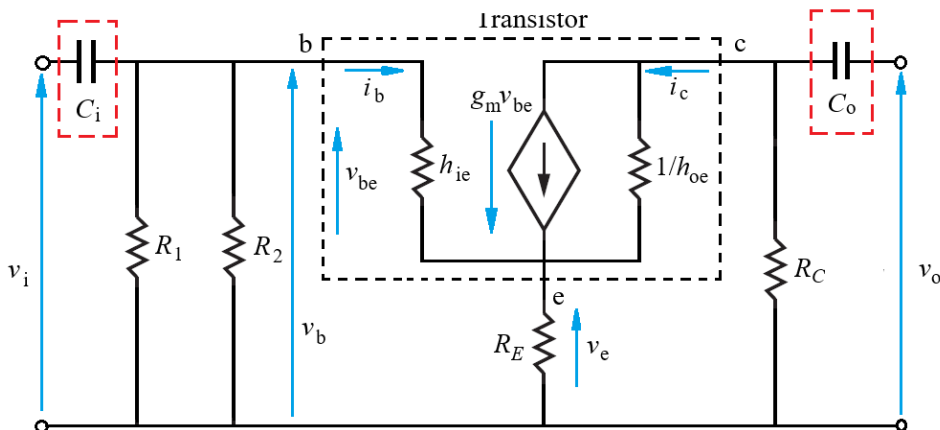 Transistor
b
c
C_i
i_b
g_m v_be
i_c
C_o
v_be
h_ie
1/h_oe
v_i
R_1
R_2
v_b
e
R_E
v_e
R_C
v_o